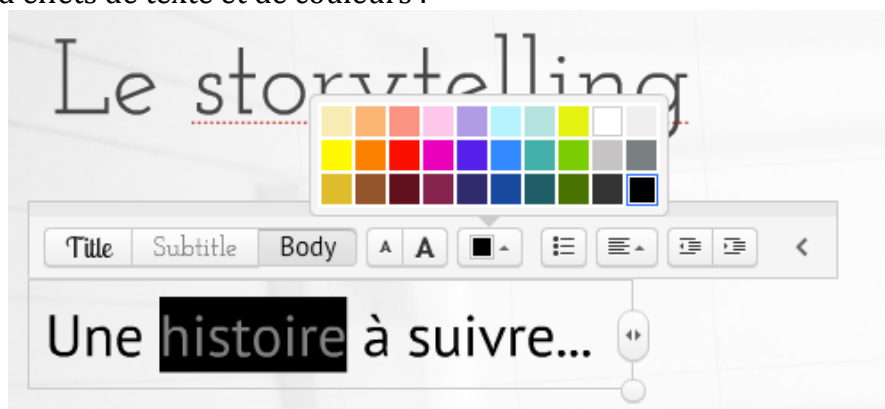 d'effets de texte et de couleurs :
Le storytelling
Title Subtitle Body A A
Une histoire à suivre...